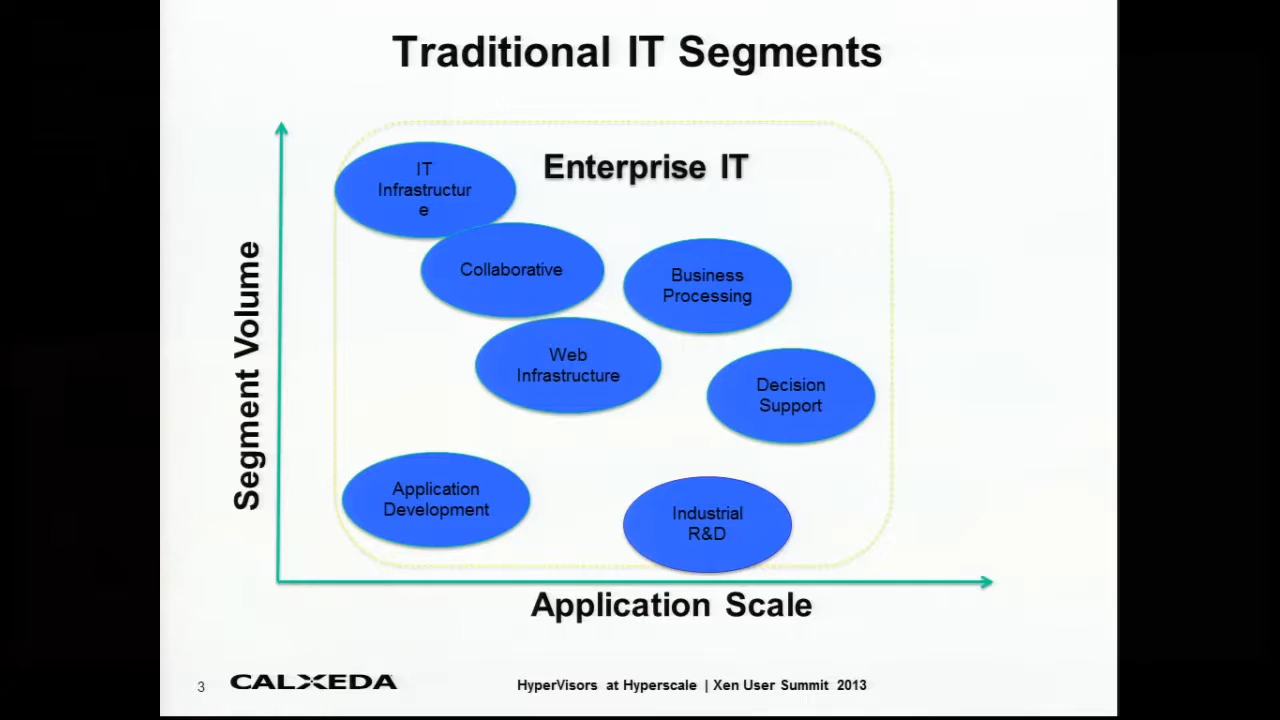 Traditional IT Segments
Enterprise IT
IT
Infrastructur
e
Collaborative
Business
Processing
Web
Infrastructure
Decision
Support
Application
Development
Industrial
R&D
Segment Volume
Application Scale
3
CALXEDA
HyperVisors at Hyperscale | Xen User Summit 2013